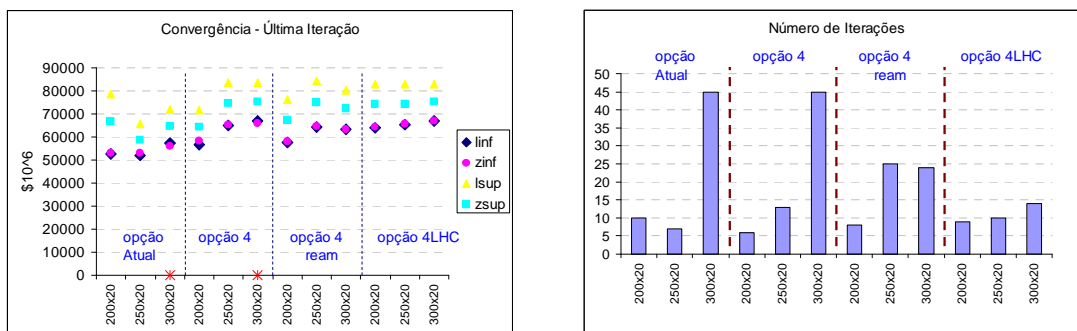 Convergência - Última Iteração
90000
80000
70000
60000
50000
40000
30000
20000
10000
0
$10^6
opção Atual
opção 4
opção 4 ream
opção 4LHC
200x20
250x20
300x20
200x20
250x20
300x20
200x20
250x20
300x20
200x20
250x20
300x20
linf
zinf
lsup
zsup
Número de Iterações
opção Atual
opção 4
opção 4 ream
opção 4LHC
50
45
40
35
30
25
20
15
10
5
0
200x20
250x20
300x20
200x20
250x20
300x20
200x20
250x20
300x20
200x20
250x20
300x20